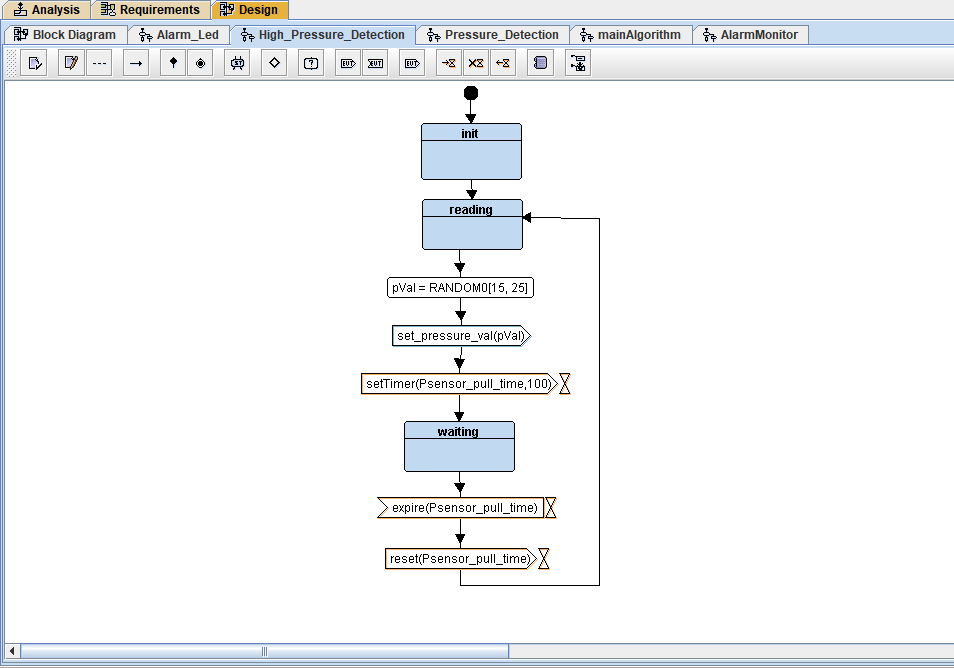 Analysis
Requirements
Design
Block Diagram
Alarm_Led
High_Pressure_Detection
Pressure_Detection
mainAlgorithm
AlarmMonitor
init
reading
pVal = RANDOM0[15, 25]
set_pressure_val(pVal)
setTimer(Psensor_pull_time,100)
waiting
expire(Psensor_pull_time)
reset(Psensor_pull_time)